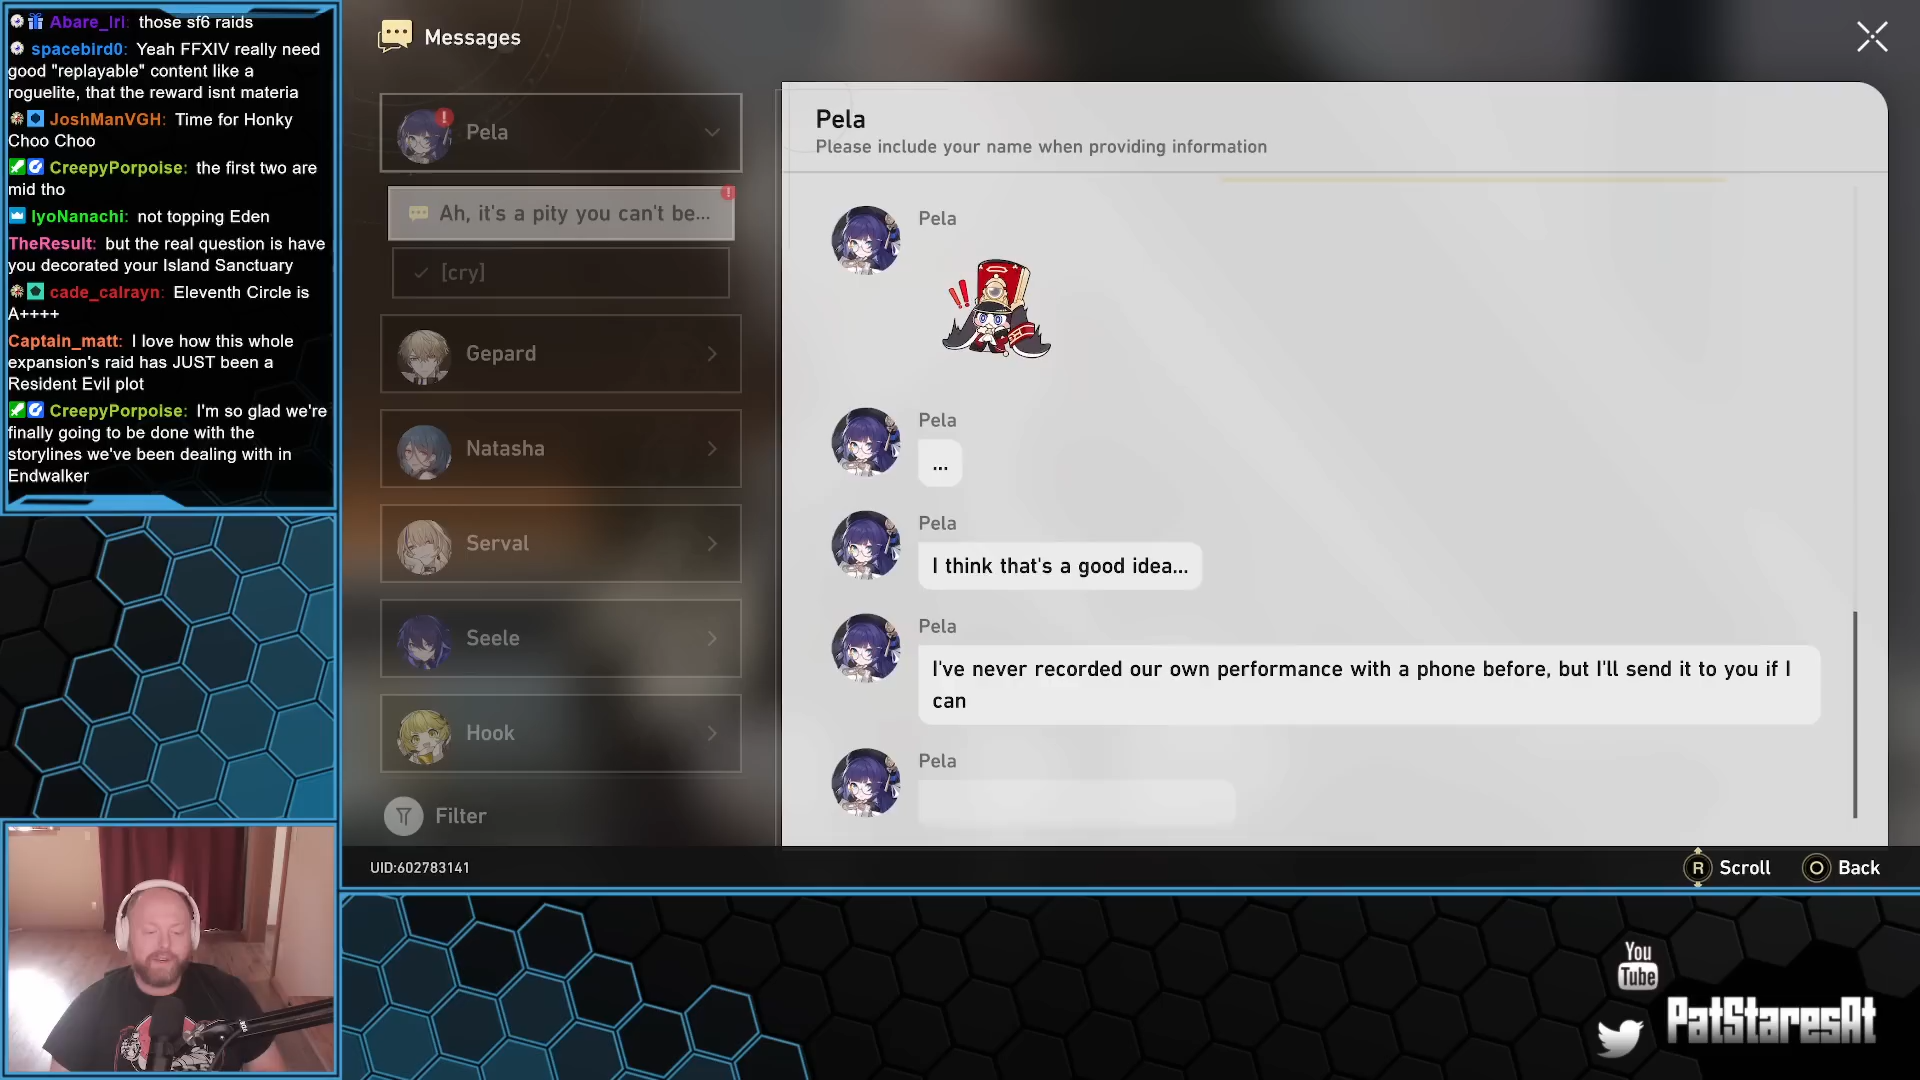 Abare_Iri: those sf6 raids
spacebird0: Yeah FFXIV really need
good "replayable" content like a
roguelite, that the reward isnt materia
JoshManVGH: Time for Honky
Choo Choo
CreepyPorpoise: the first two are
mid tho
IyoNanachi: not topping Eden
TheResult: but the real question is have
you decorated your Island Sanctuary
cade_calrayn: Eleventh Circle is
A++++
Captain_matt: I love how this whole
expansion's raid has JUST been a
Resident Evil plot
CreepyPorpoise: I'm so glad we're
finally going to be done with the
storylines we've been dealing with in
Endwalker
Messages
Pela
Ah, it's a pity you can't be...
[cry]
Gepard
Natasha
Serval
Seele
Hook
Filter
UID:602783141
Pela
Please include your name when providing information
Pela
!!
Pela
...
Pela
I think that's a good idea...
Pela
I've never recorded our own performance with a phone before, but I'll send it to you if I
can
Pela
R Scroll
Back
You
Tube
PatStaresAt